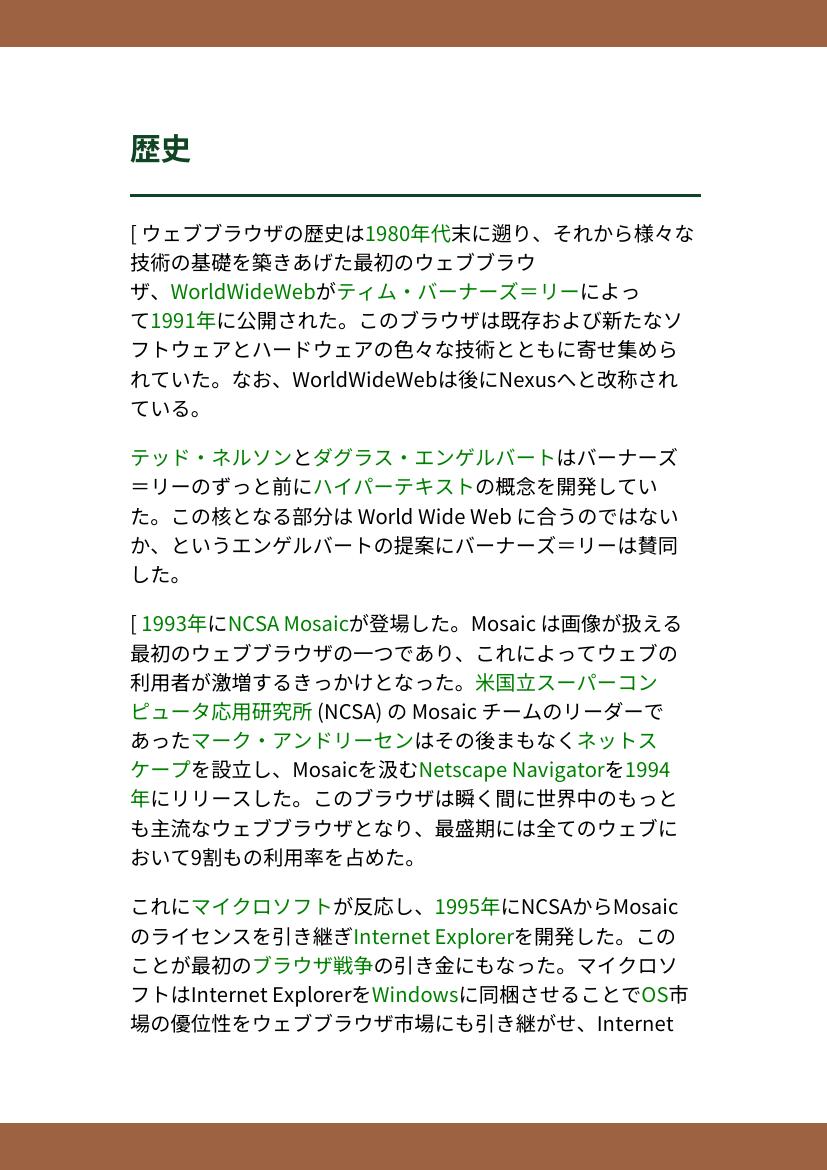 歴史
[ ウェブブラウザの歴史は1980年代末に遡り、それから様々な
技術の基礎を築きあげた最初のウェブブラウ
ザ、WorldWideWebがティム・バーナーズ＝リーによっ
て1991年に公開された。このブラウザは既存および新たなソ
フトウェアとハードウェアの色々な技術とともに寄せ集めら
れていた。なお、WorldWideWebは後にNexusへと改称され
ている。
テッド・ネルソンとダグラス・エンゲルバートはバーナーズ
＝リーのずっと前にハイパーテキストの概念を開発してい
た。この核となる部分は World Wide Web に合うのではない
か、というエンゲルバートの提案にバーナーズ＝リーは賛同
した。
[ 1993年にNCSA Mosaicが登場した。Mosaic は画像が扱える
最初のウェブブラウザの一つであり、これによってウェブの
利用者が激増するきっかけとなった。米国立スーパーコン
ピュータ応用研究所 (NCSA) の Mosaic チームのリーダーで
あったマーク・アンドリーセンはその後まもなくネットス
ケープを設立し、Mosaicを汲むNetscape Navigatorを1994
年にリリースした。このブラウザは瞬く間に世界中のもっと
も主流なウェブブラウザとなり、最盛期には全てのウェブに
おいて9割もの利用率を占めた。
これにマイクロソフトが反応し、1995年にNCSAからMosaic
のライセンスを引き継ぎInternet Explorerを開発した。この
ことが最初のブラウザ戦争の引き金にもなった。マイクロソ
フトはInternet ExplorerをWindowsに同梱させることでOS市
場の優位性をウェブブラウザ市場にも引き継がせ、Internet